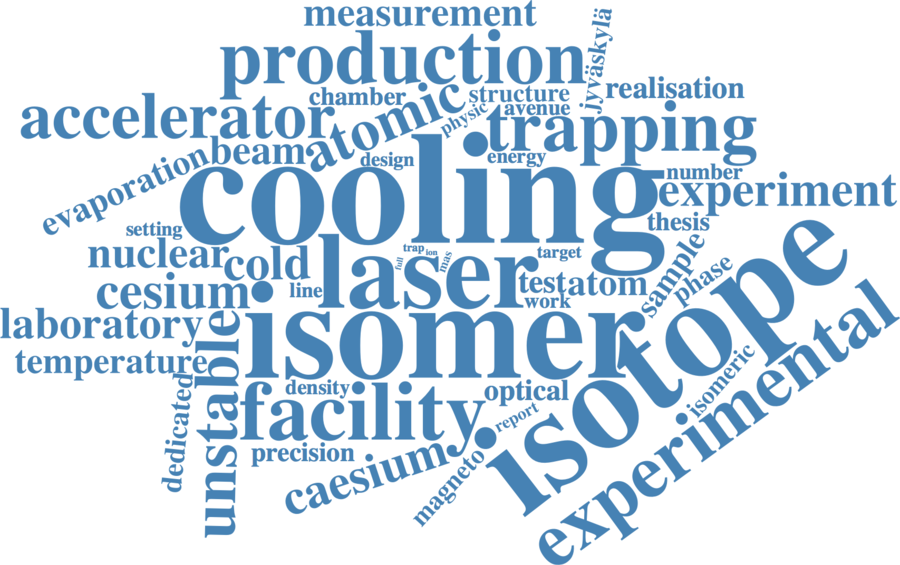 measurement
production
jyväskylä
realisation
chamber
structure
accelerator
atomic
physic
avenue
trapping
evaporation
beam
design
energy
cooling
number
experiment
setting
thesis
nuclear
cold
laser
full
trap
ion
mas
target
sample
phase
cesium
line
test
atom
work
laboratory
isomer
isotope
temperature
unstable
dedicated
density
optical
isomeric
facility
report
experimental
precision
caesium
magneto